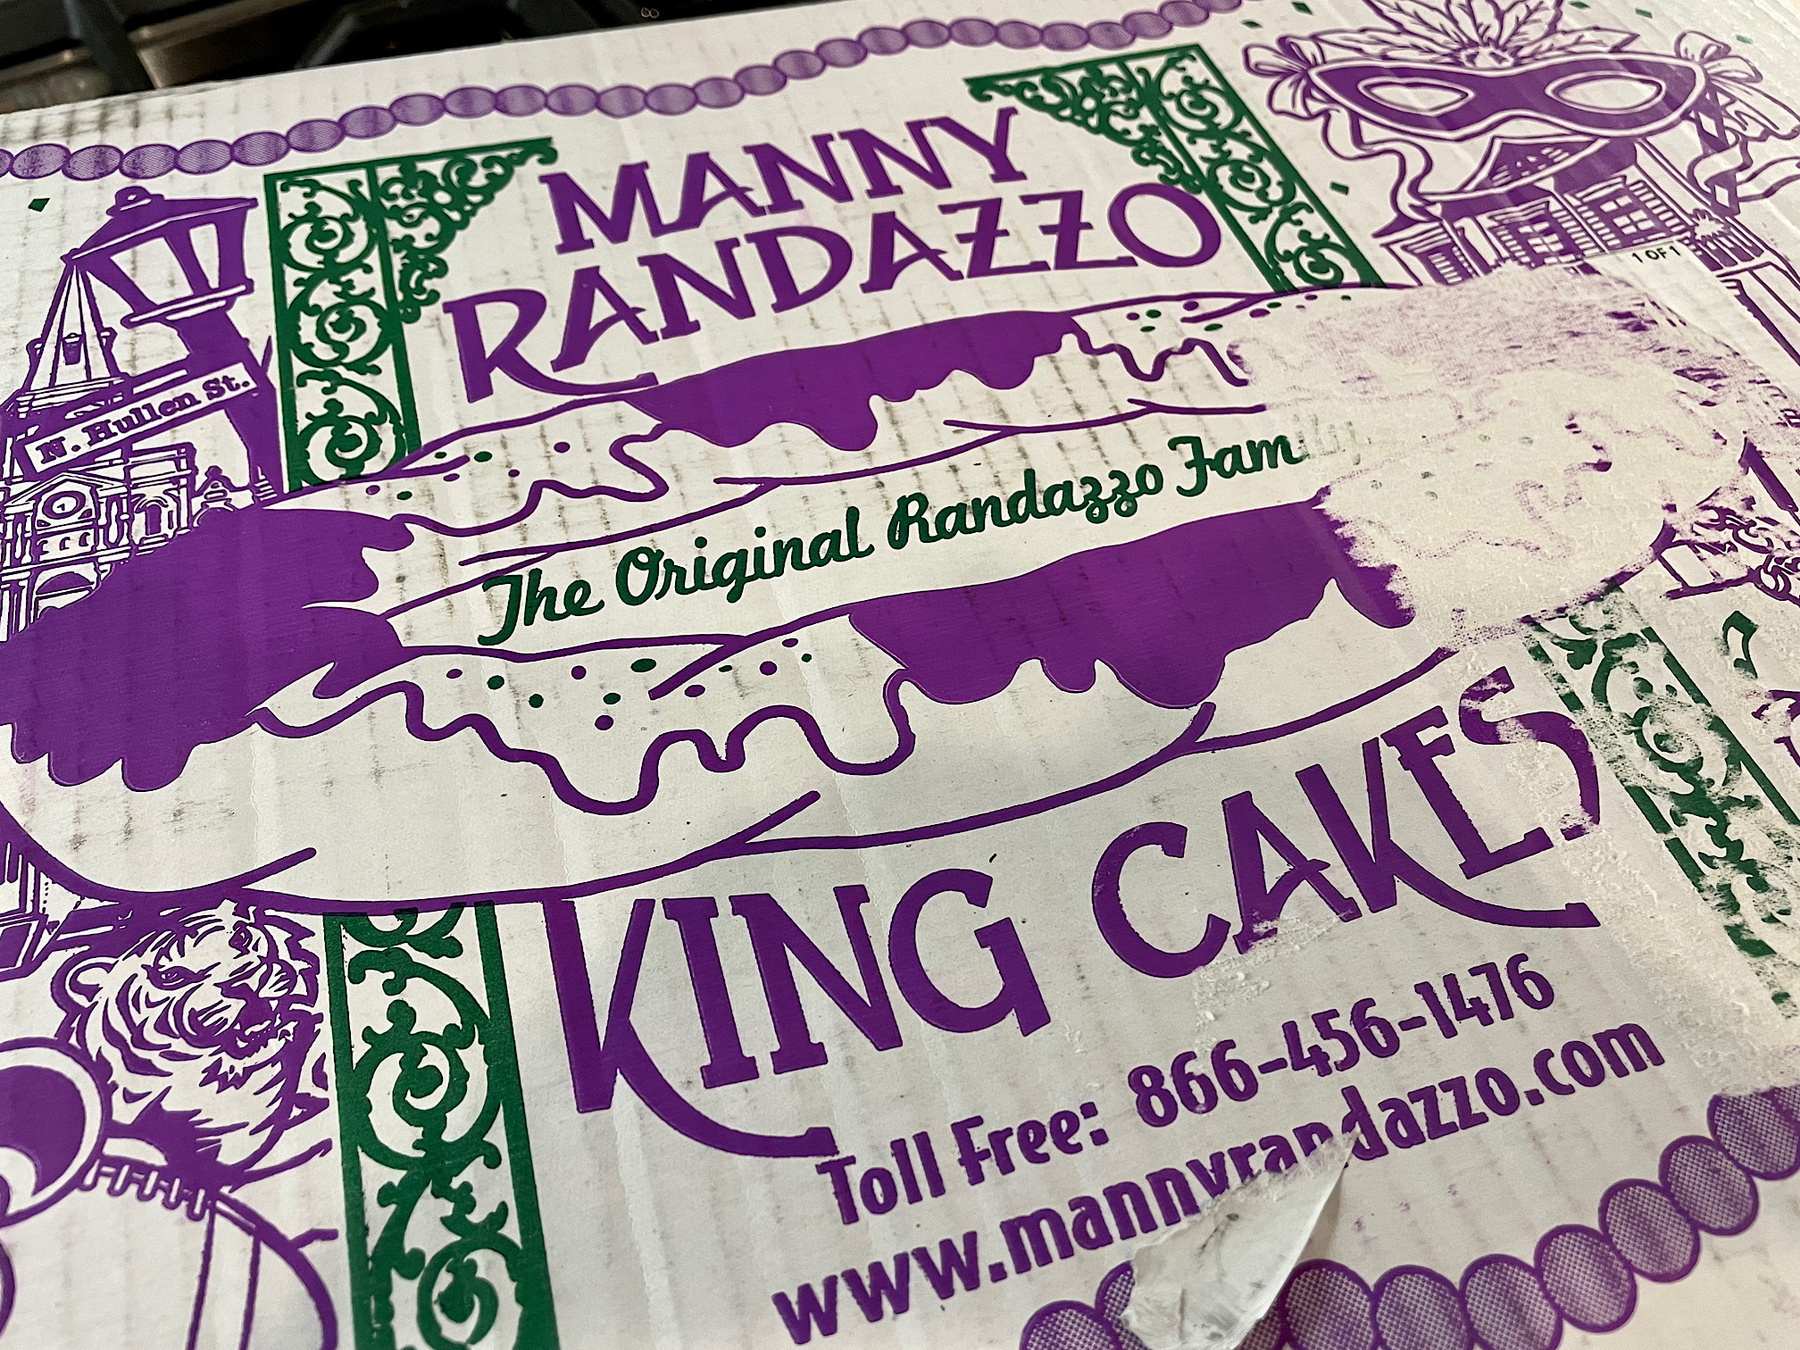 MANNY
RANDAZZO
1 OF 1
N. Hullen St.
The Original Randazzo Family
KING CAKES
Toll Free: 866-456-1476
www.mannyrandazzo.com